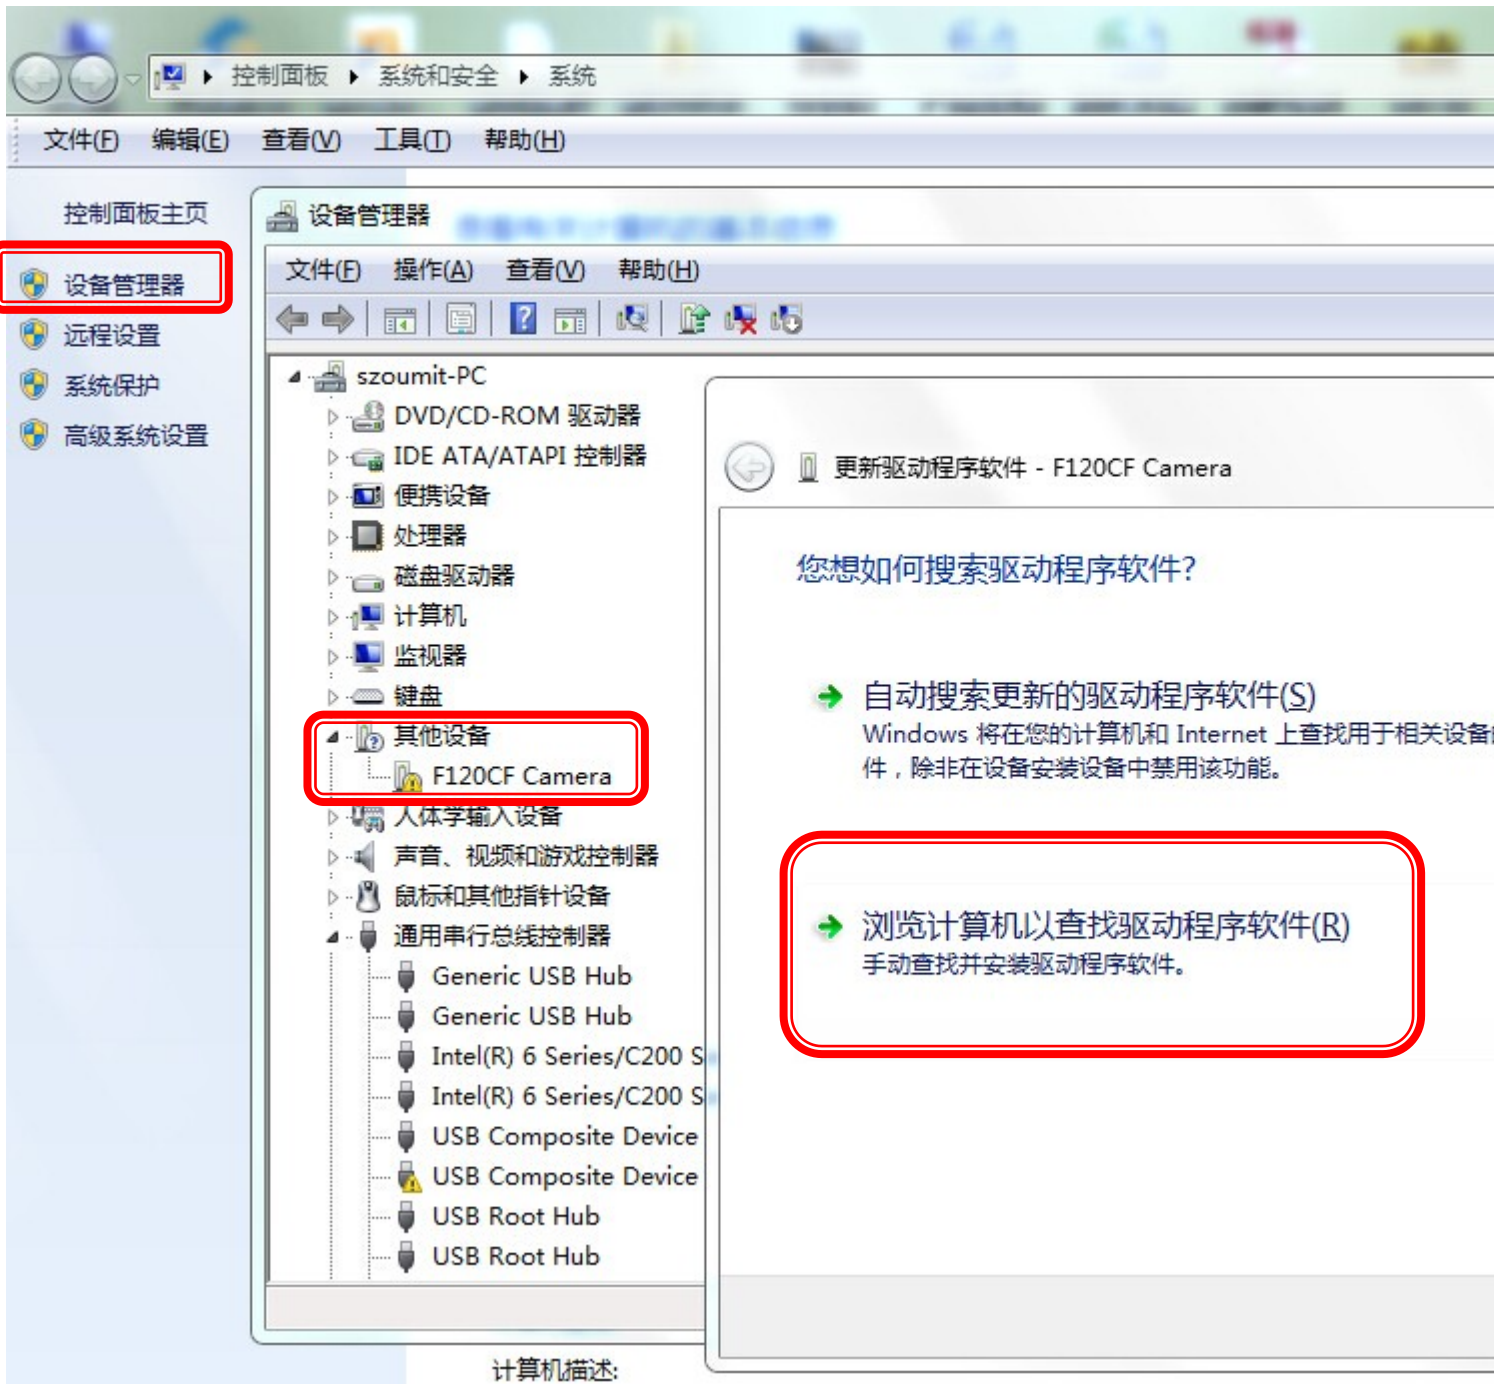 控制面板 ▸ 系统和安全 ▸ 系统
文件(F) 编辑(E) 查看(V) 工具(T) 帮助(H)
控制面板主页
设备管理器
远程设置
系统保护
高级系统设置
设备管理器
文件(F) 操作(A) 查看(V) 帮助(H)
szoumit-PC
DVD/CD-ROM 驱动器
IDE ATA/ATAPI 控制器
便携设备
处理器
磁盘驱动器
计算机
监视器
键盘
其他设备
F120CF Camera
人体学输入设备
声音、视频和游戏控制器
鼠标和其他指针设备
通用串行总线控制器
Generic USB Hub
Generic USB Hub
Intel(R) 6 Series/C200 S
Intel(R) 6 Series/C200 S
USB Composite Device
USB Composite Device
USB Root Hub
USB Root Hub
更新驱动程序软件 - F120CF Camera
您想如何搜索驱动程序软件?
自动搜索更新的驱动程序软件(S)
Windows 将在您的计算机和 Internet 上查找用于相关设备
件，除非在设备安装设备中禁用该功能。
浏览计算机以查找驱动程序软件(R)
手动查找并安装驱动程序软件。
计算机描述: